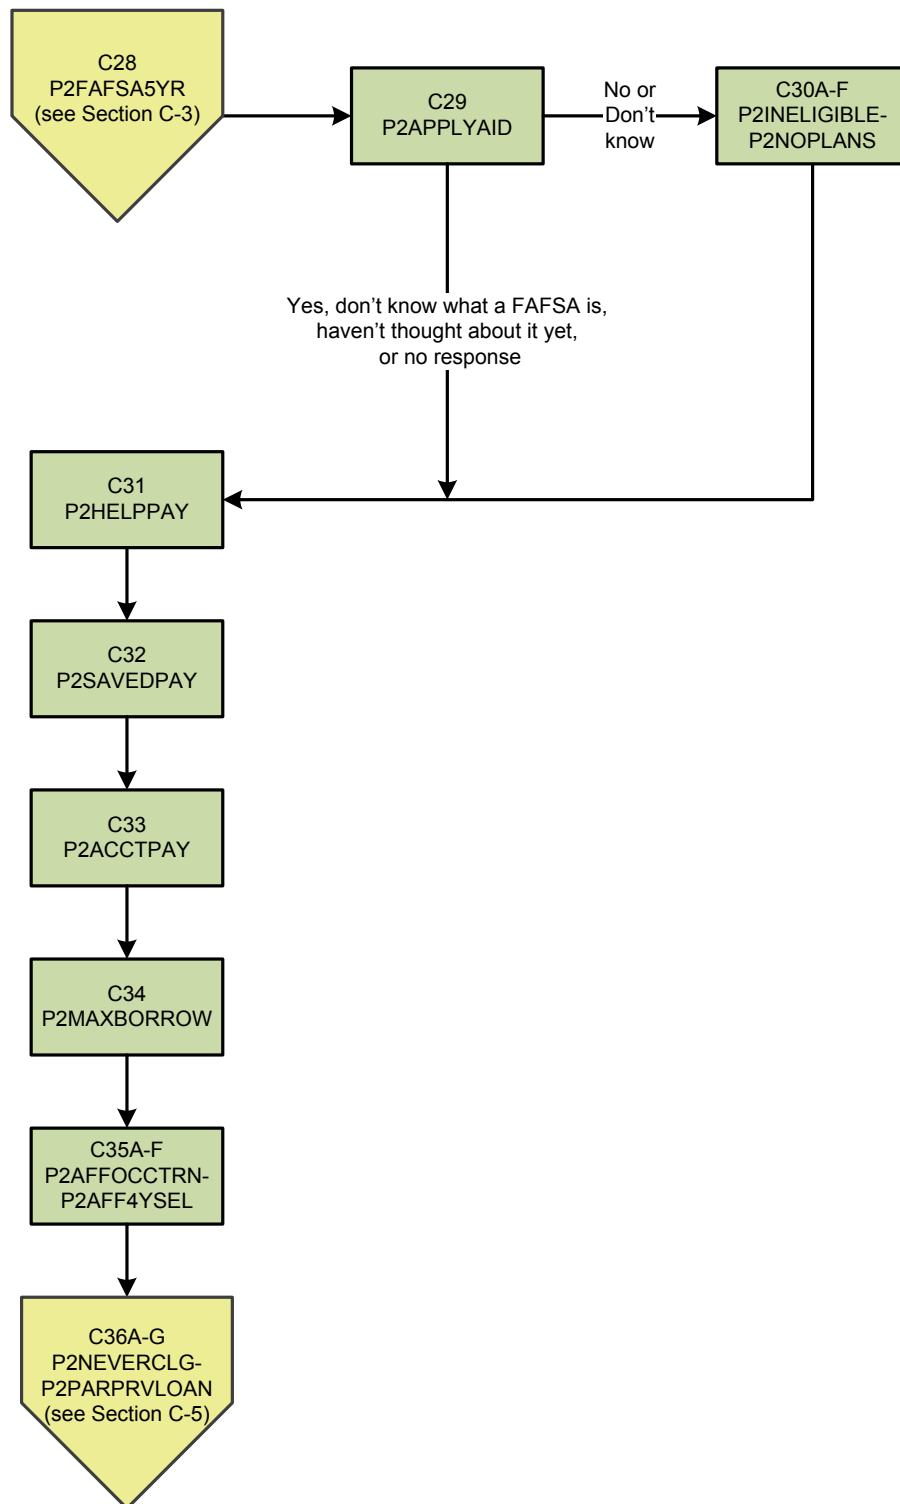 C28
P2FAFSA5YR
(see Section C-3)
C29
P2APPLYAID
No or
Don't
know
C30A-F
P2INELIGIBLE-
P2NOPLANS
Yes, don’t know what a FAFSA is,
haven’t thought about it yet,
or no response
C31
P2HELPPAY
C32
P2SAVEDPAY
C33
P2ACCTPAY
C34
P2MAXBORROW
C35A-F
P2AFFOCCTRN-
P2AFF4YSEL
C36A-G
P2NEVERCLG-
P2PARPRVLOAN
(see Section C-5)